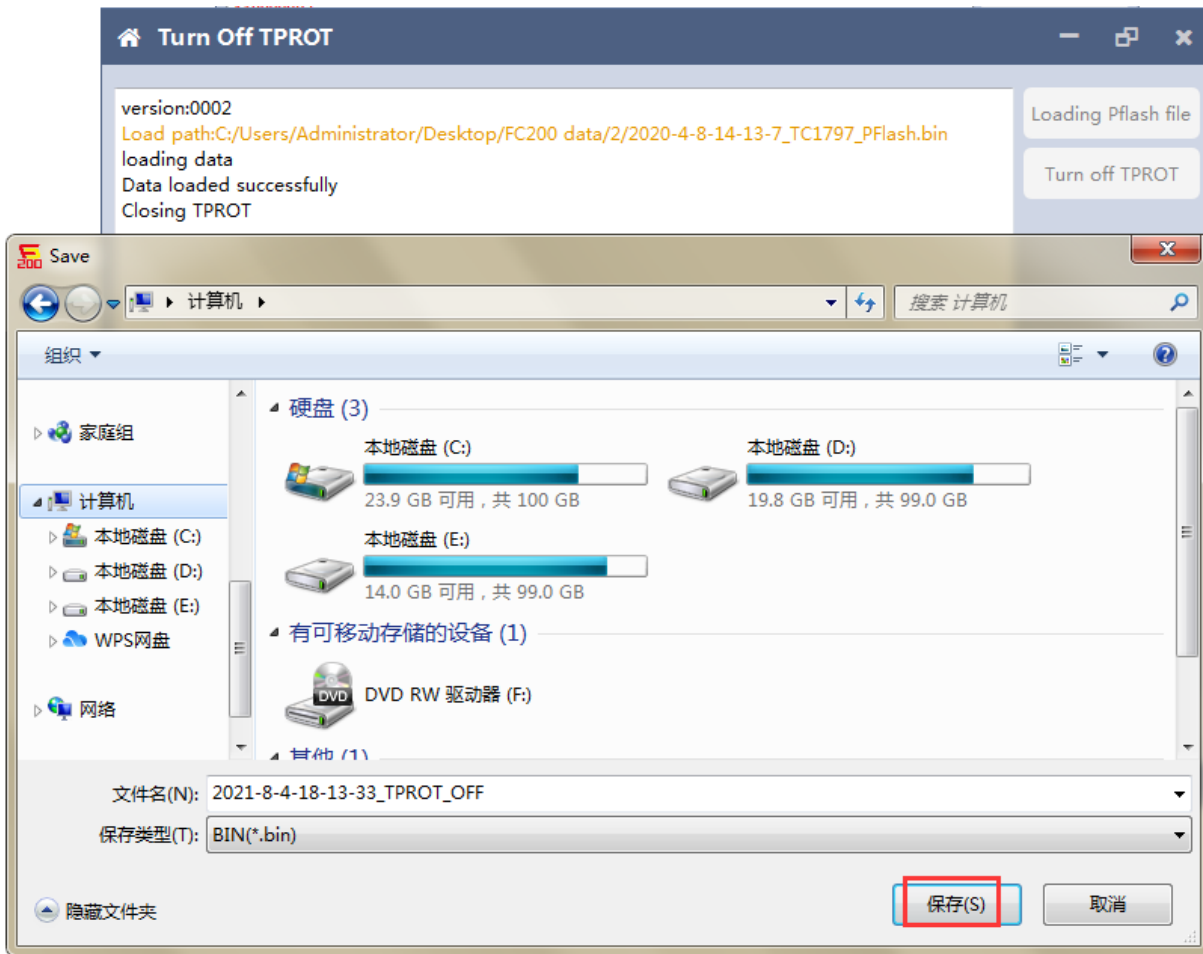 Turn Off TPROT
version:0002
Load path:C:/Users/Administrator/Desktop/FC200 data/2/2020-4-8-14-13-7_TC1797_PFlash.bin
loading data
Data loaded successfully
Closing TPROT
Loading Pflash file
Turn off TPROT
200 Save
计算机
搜索 计算机
组织
家庭组
计算机
本地磁盘 (C:)
本地磁盘 (D:)
本地磁盘 (E:)
WPS网盘
网络
硬盘 (3)
本地磁盘 (C:)
23.9 GB 可用，共 100 GB
本地磁盘 (D:)
19.8 GB 可用，共 99.0 GB
本地磁盘 (E:)
14.0 GB 可用，共 99.0 GB
有可移动存储的设备 (1)
DVD
DVD RW 驱动器 (F:)
其他 (1)
文件名(N): 2021-8-4-18-13-33_TPROT_OFF
保存类型(T): BIN(*.bin)
隐藏文件夹
保存(S)
取消